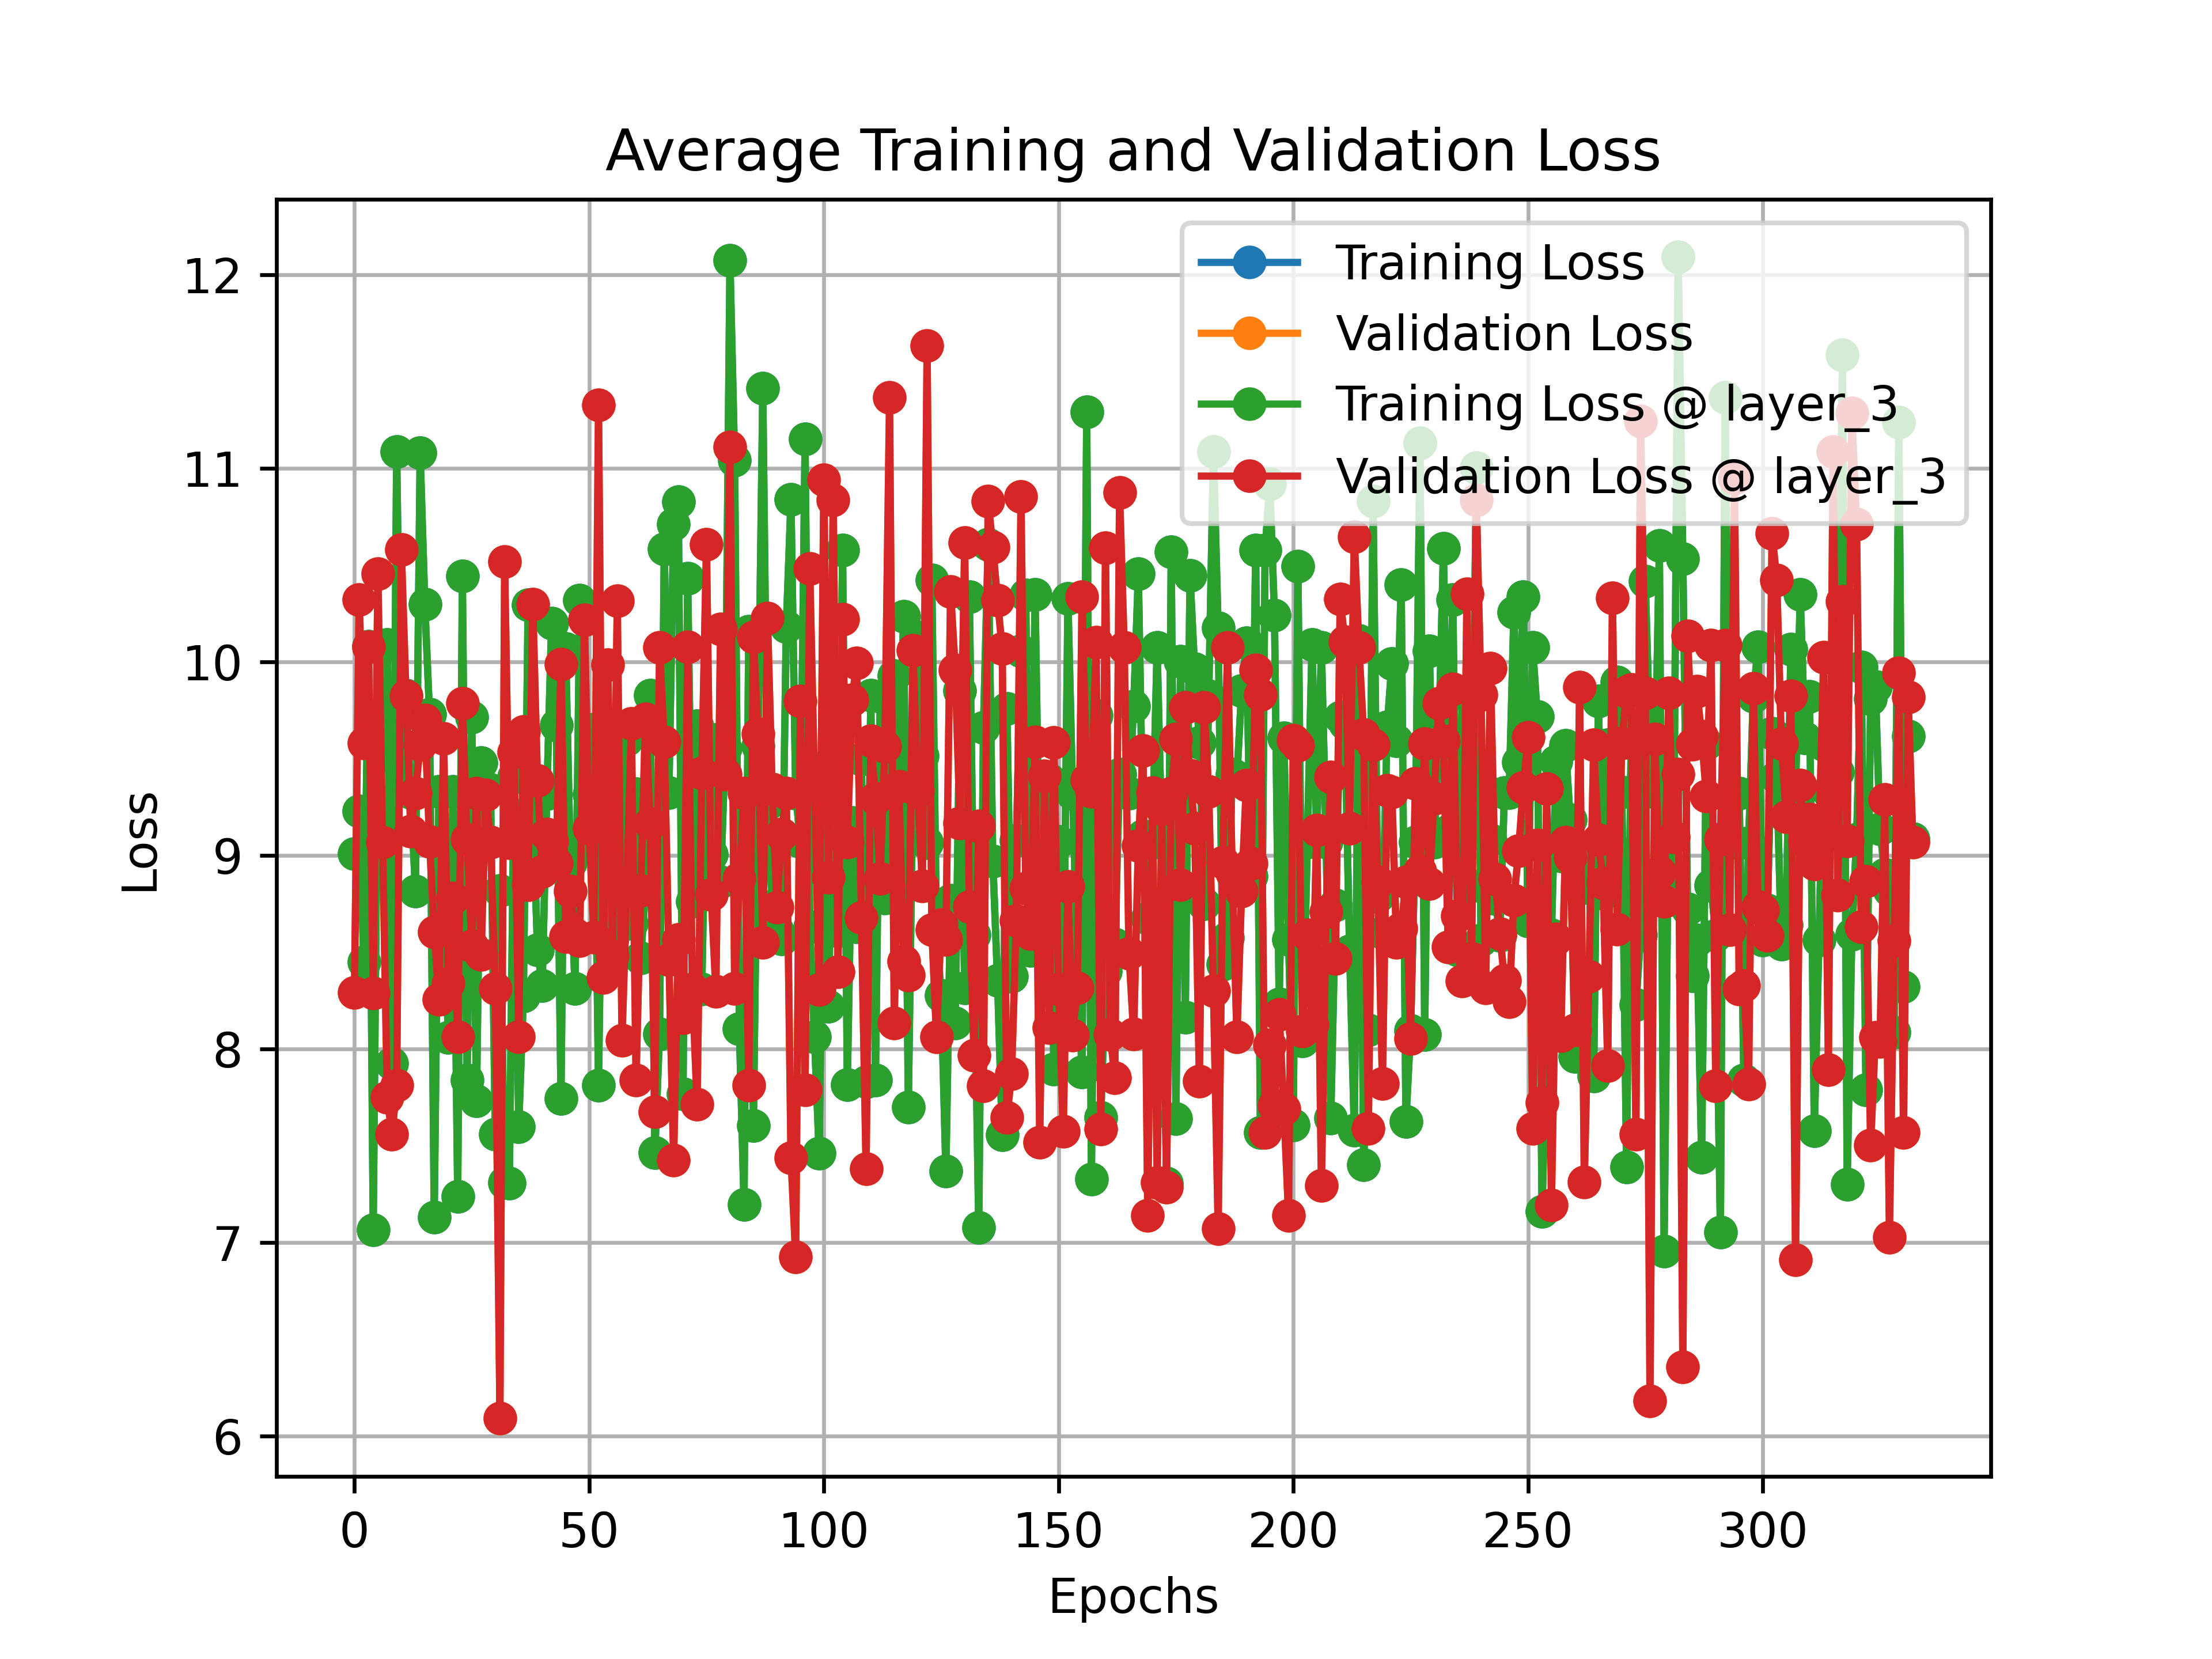 Average Training and Validation Loss
Training Loss
Validation Loss
Training Loss @ layer_3
Validation Loss @ layer_3
Loss
12
11
10
9
8
7
6
0 50 100 150 200 250 300
Epochs